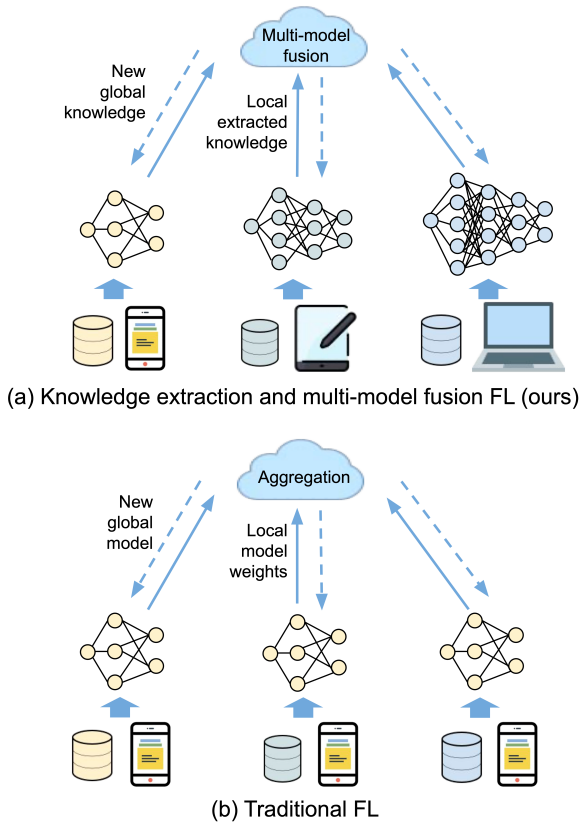 Multi-model
fusion
New
global
knowledge
Local
extracted
knowledge
(a) Knowledge extraction and multi-model fusion FL (ours)
Aggregation
New
global
model
Local
model
weights
(b) Traditional FL